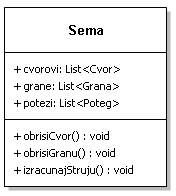 Sema
+ cvorovi: List<Cvor>
+ grane: List<Grana>
+ potezi: List<Poteg>
+ obrisiCvor() : void
+ obrisiGranu() : void
+ izracunajStruju() : void